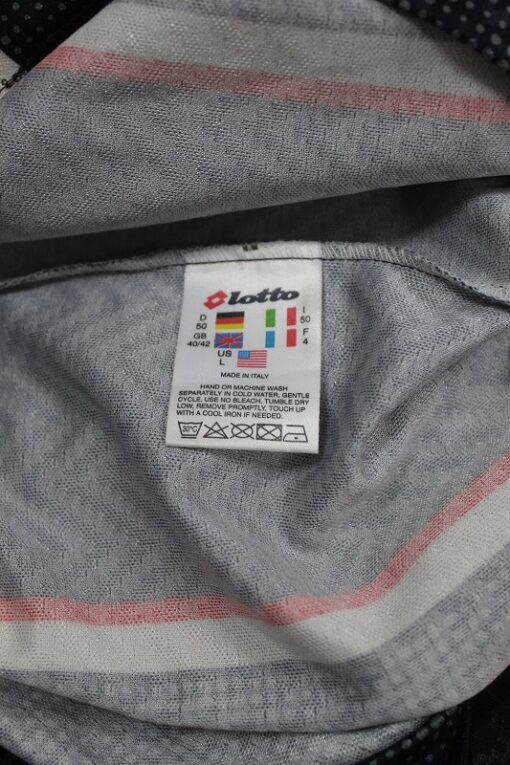 lotto
D 50 I 50
GB 40/42 F 4
US L
MADE IN ITALY
HAND OR MACHINE WASH
SEPARATELY IN COLD WATER, GENTLE
CYCLE, USE NO BLEACH, TUMBLE DRY
LOW, REMOVE PROMPTLY, TOUCH UP
WITH A COOL IRON IF NEEDED.
30°C